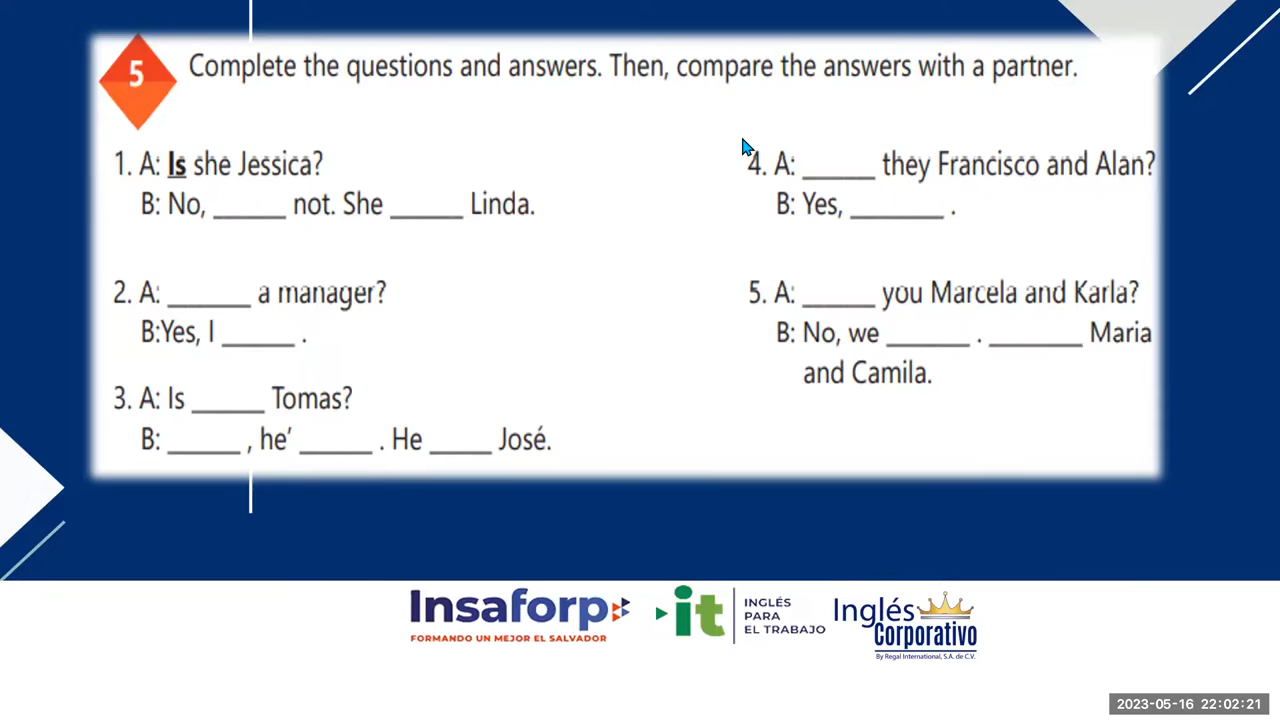 5 Complete the questions and answers. Then, compare the answers with a partner.
1. A: Is she Jessica?
B: No, ______ not. She ______ Linda.
2. A: _______ a manager?
B:Yes, I ______ .
3. A: Is ______ Tomas?
B: ______ , he’ ______ . He _____ José.
4. A: ______ they Francisco and Alan?
B: Yes, ________ .
5. A: ______ you Marcela and Karla?
B: No, we _______ . ________ Maria
and Camila.
Insaforp
FORMANDO UN MEJOR EL SALVADOR
it
INGLÉS
PARA
EL TRABAJO
Inglés
Corporativo
By Regal International, S.A. de C.V.
2023-05-16 22:02:21